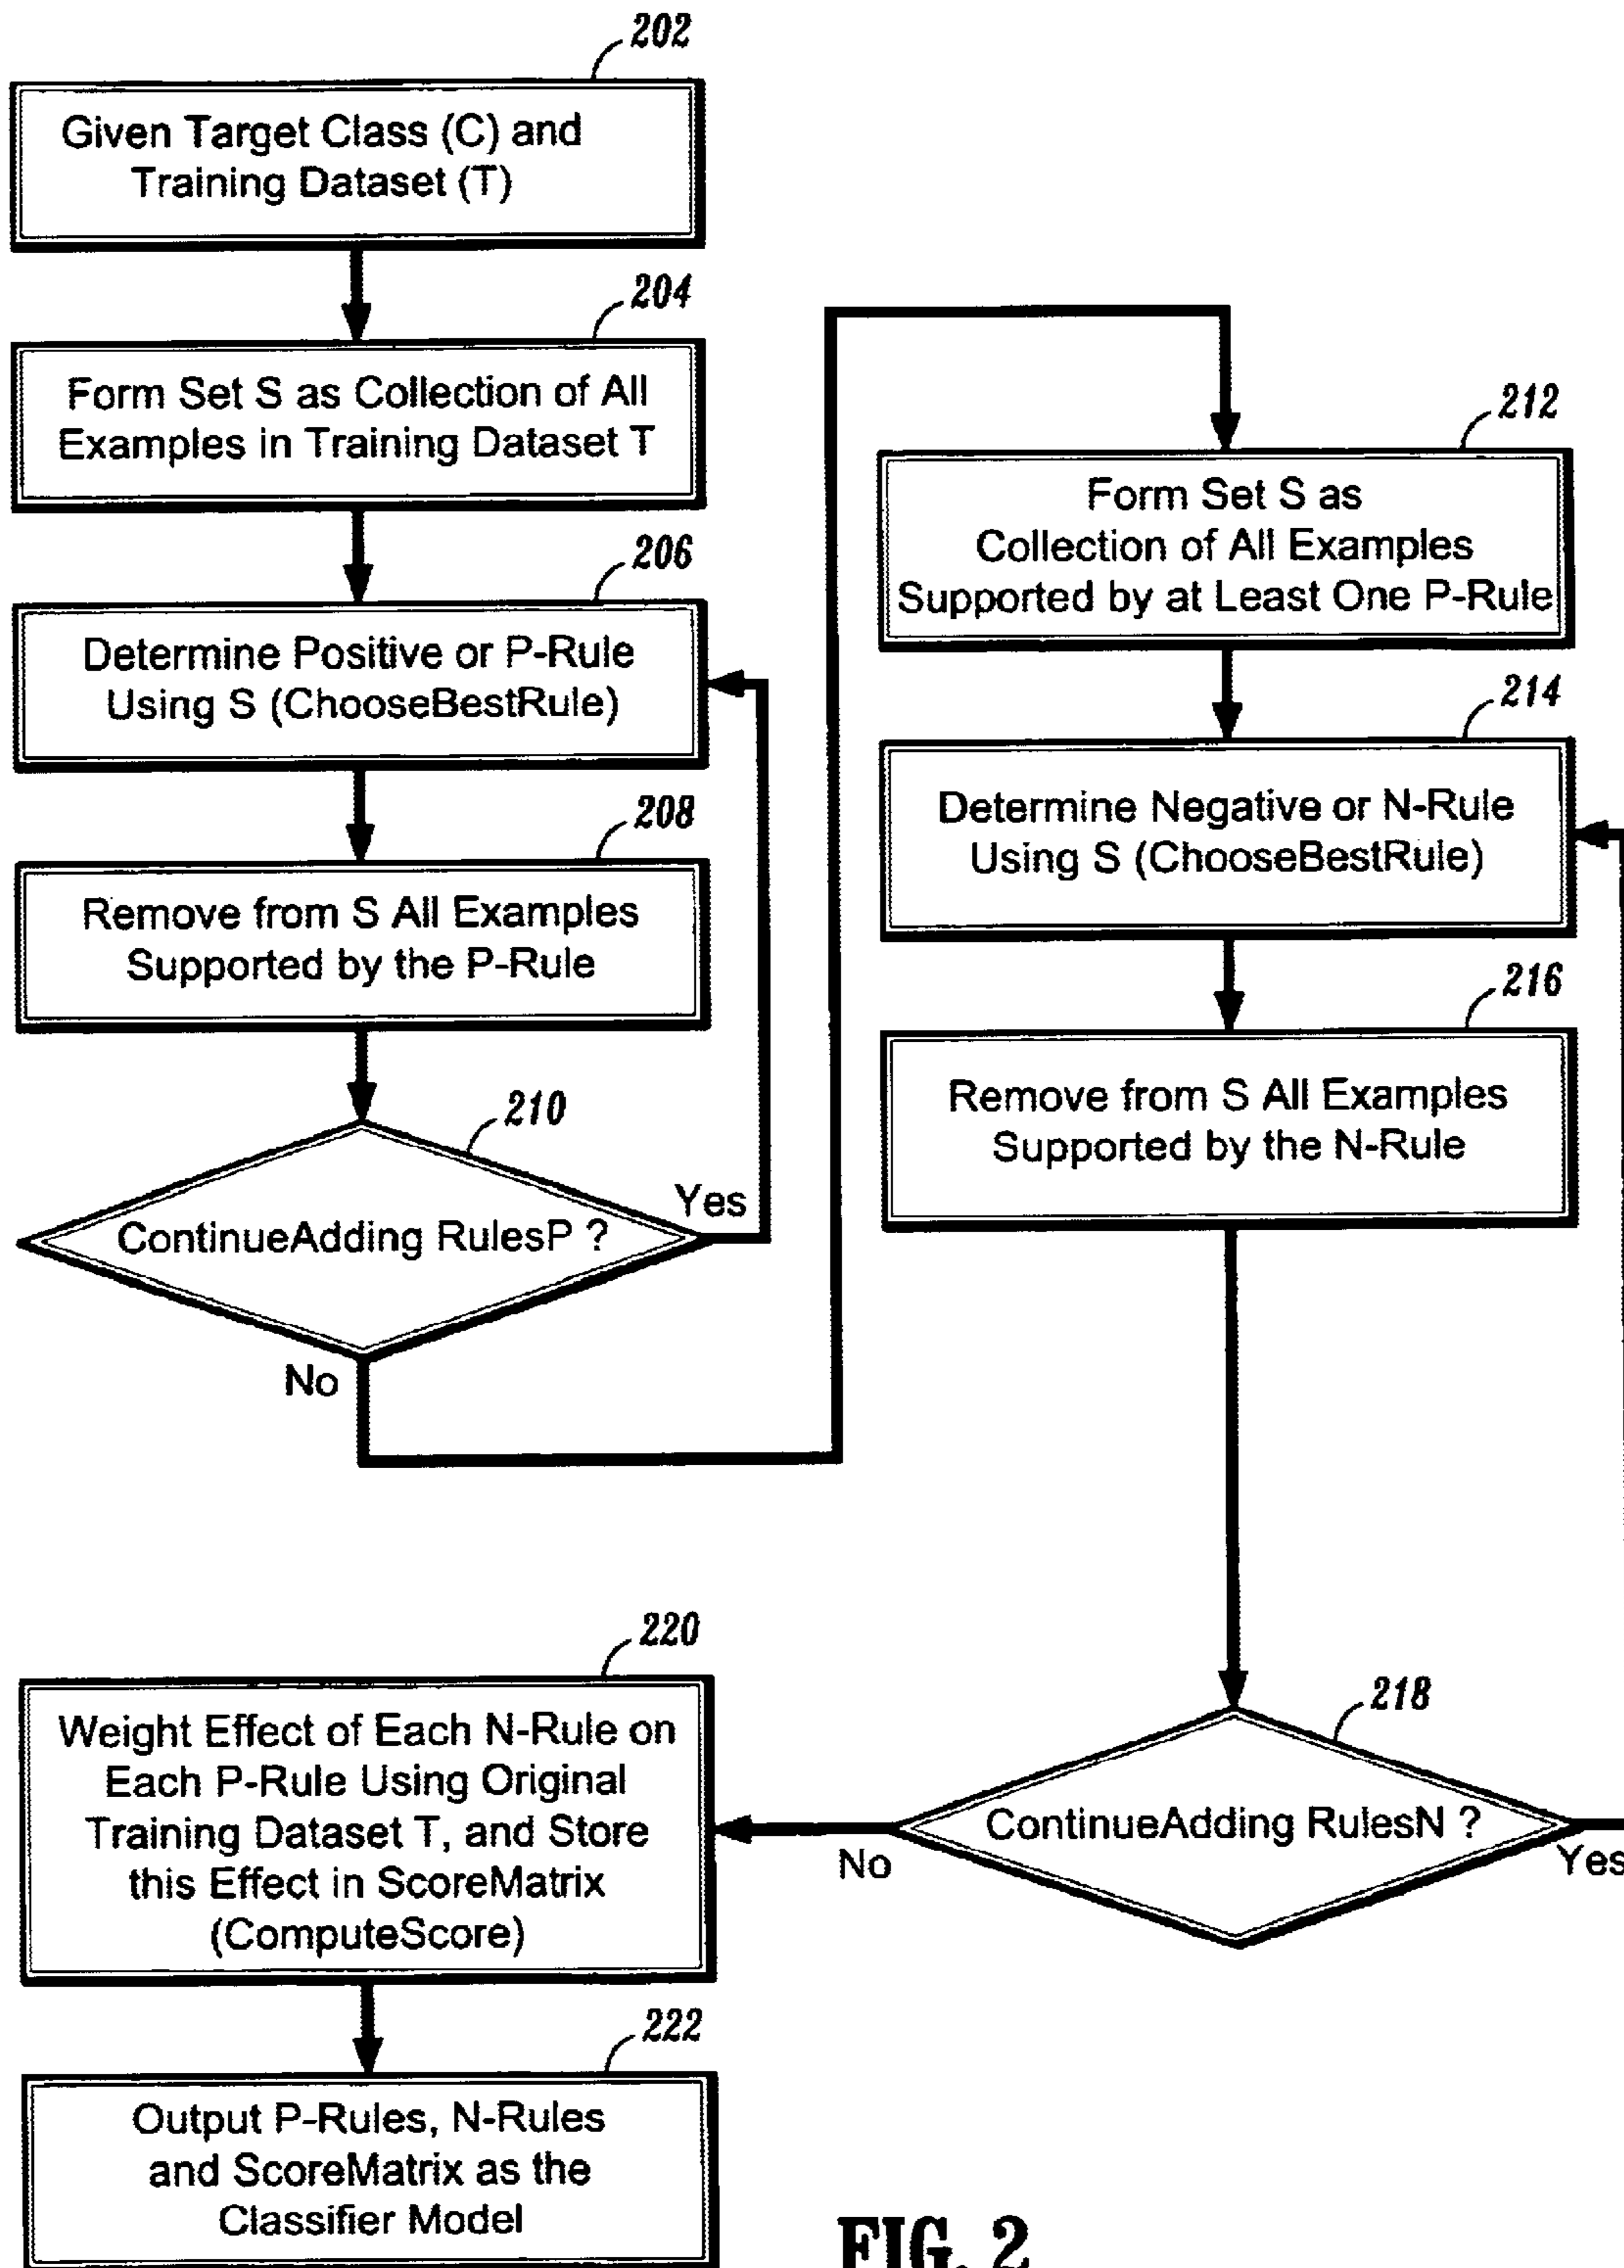 202
Given Target Class (C) and
Training Dataset (T)
204
Form Set S as Collection of All
Examples in Training Dataset T
206
Determine Positive or P-Rule
Using S (ChooseBestRule)
208
Remove from S All Examples
Supported by the P-Rule
210
ContinueAdding RulesP ?
Yes
No
212
Form Set S as
Collection of All Examples
Supported by at Least One P-Rule
214
Determine Negative or N-Rule
Using S (ChooseBestRule)
216
Remove from S All Examples
Supported by the N-Rule
218
ContinueAdding RulesN ?
Yes
No
220
Weight Effect of Each N-Rule on
Each P-Rule Using Original
Training Dataset T, and Store
this Effect in ScoreMatrix
(ComputeScore)
222
Output P-Rules, N-Rules
and ScoreMatrix as the
Classifier Model
FIG. 2